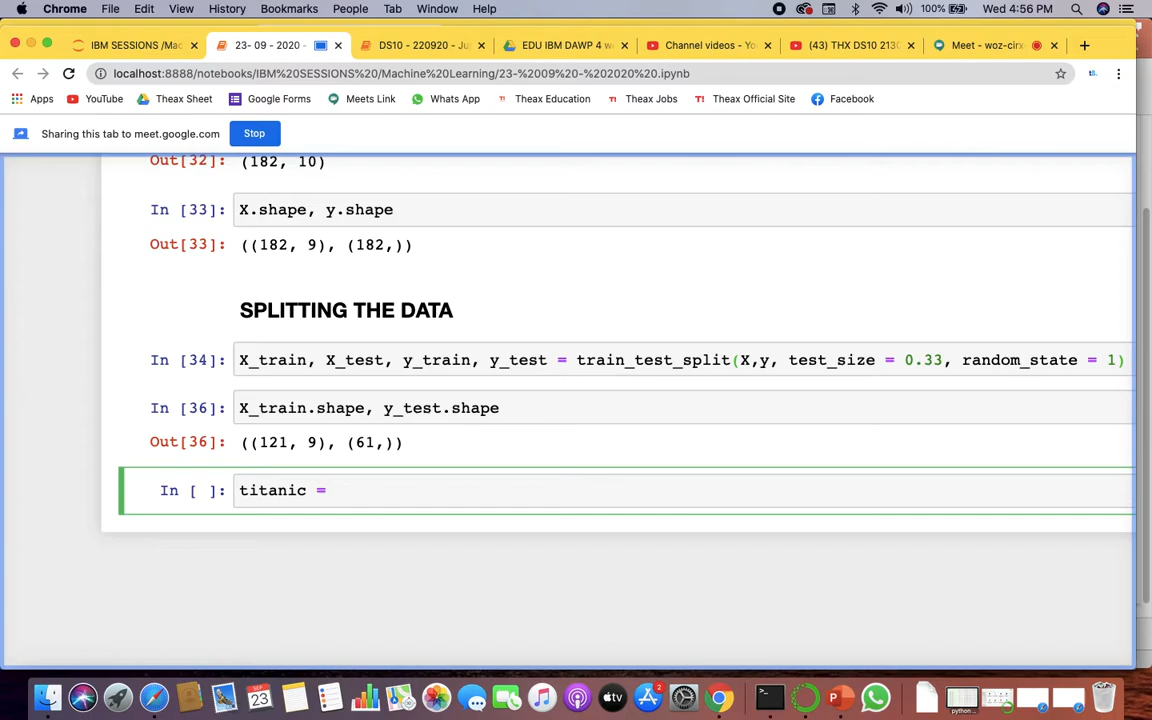 Chrome File Edit View History Bookmarks People Tab Window Help 100% Wed 4:56 PM
IBM SESSIONS /Mac 23- 09 - 2020 - DS10 - 220920 - Ju EDU IBM DAWP 4 w Channel videos - Yo (43) THX DS10 2130 Meet - woz-cirx
localhost:8888/notebooks/IBM%20SESSIONS%20/Machine%20Learning/23-%2009%20-%202020%20.ipynb
Apps YouTube Theax Sheet Google Forms Meets Link Whats App Theax Education Theax Jobs Theax Official Site Facebook
Sharing this tab to meet.google.com Stop
Out[32]: (182, 10)
In [33]: X.shape, y.shape
Out[33]: ((182, 9), (182,))
SPLITTING THE DATA
In [34]: X_train, X_test, y_train, y_test = train_test_split(X,y, test_size = 0.33, random_state = 1)
In [36]: X_train.shape, y_test.shape
Out[36]: ((121, 9), (61,))
In [ ]: titanic =